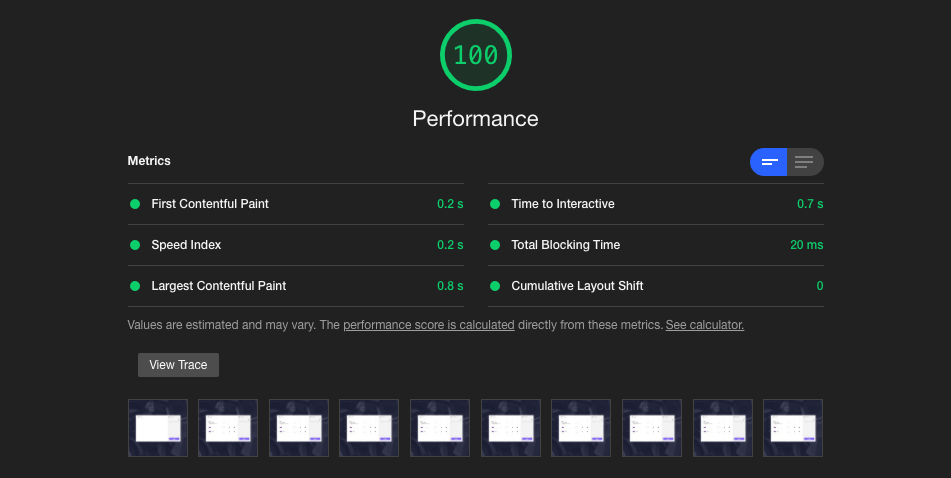 100
Performance
Metrics
First Contentful Paint 0.2 s
Time to Interactive 0.7 s
Speed Index 0.2 s
Total Blocking Time 20 ms
Largest Contentful Paint 0.8 s
Cumulative Layout Shift 0
Values are estimated and may vary. The performance score is calculated directly from these metrics. See calculator.
View Trace